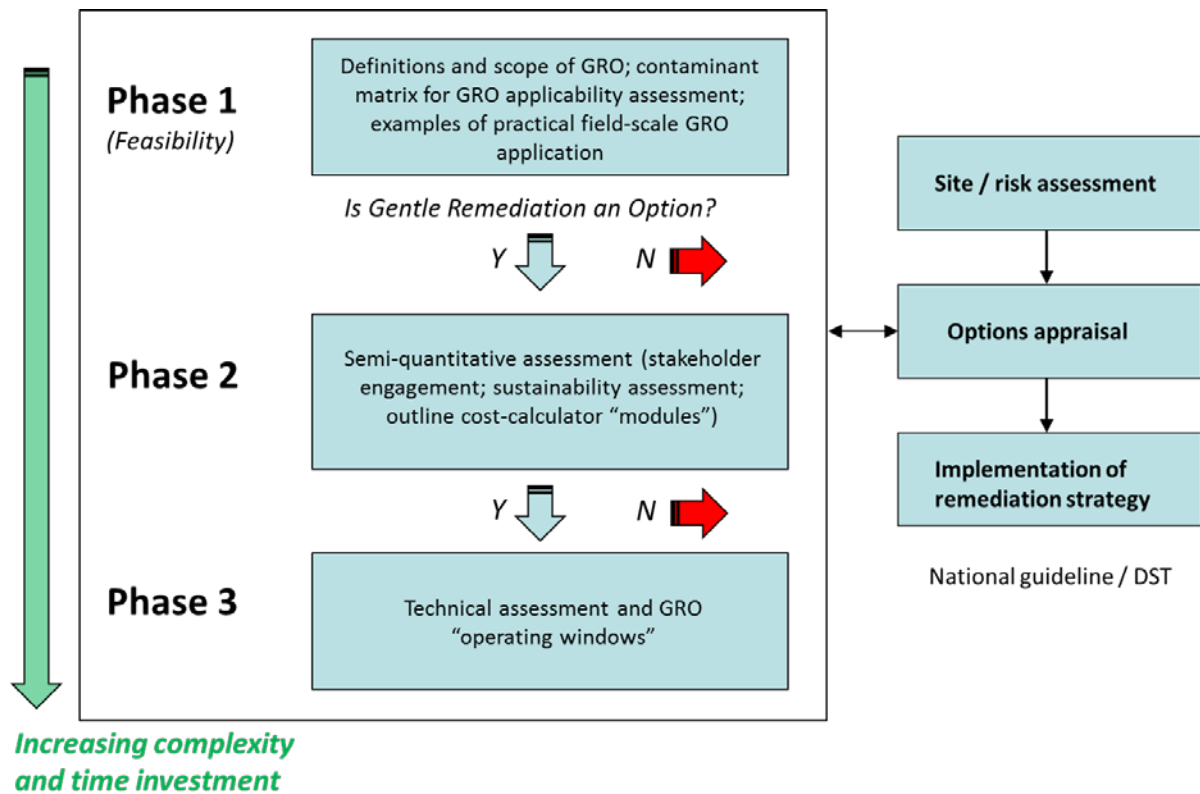 Phase 1
(Feasibility)
Definitions and scope of GRO; contaminant
matrix for GRO applicability assessment;
examples of practical field-scale GRO
application
Is Gentle Remediation an Option?
Y
N
Phase 2
Semi-quantitative assessment (stakeholder
engagement; sustainability assessment;
outline cost-calculator “modules”)
Y
N
Phase 3
Technical assessment and GRO
“operating windows”
Increasing complexity
and time investment
Site / risk assessment
Options appraisal
Implementation of
remediation strategy
National guideline / DST